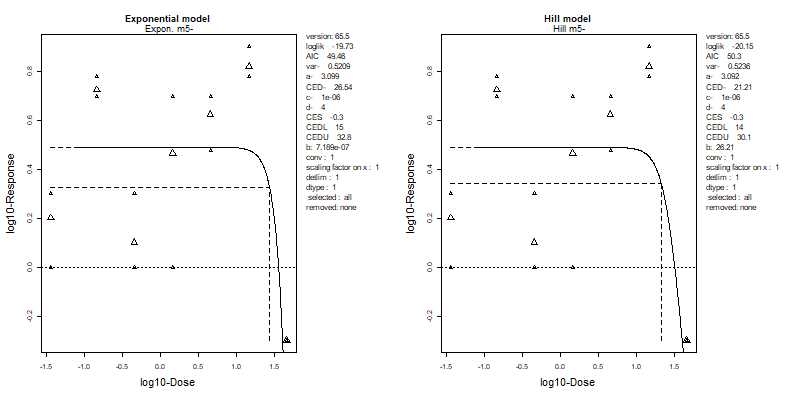 Exponential model
Expon. m5-
version: 65.5
loglik -19.73
AIC 49.46
var- 0.5209
a- 3.099
CED- 26.54
c- 1e-06
d- 4
CES -0.3
CEDL 15
CEDU 32.8
b: 7.189e-07
conv : 1
scaling factor on x : 1
detlim : 1
dtype : 1
selected : all
removed: none
log10-Response
0.8
0.6
0.4
0.2
0.0
-0.2
-1.5
-1.0
-0.5
0.0
0.5
1.0
1.5
log10-Dose
Hill model
Hill m5-
version: 65.5
loglik -20.15
AIC 50.3
var- 0.5236
a- 3.092
CED- 21.21
c- 1e-06
d- 4
CES -0.3
CEDL 14
CEDU 30.1
b: 26.21
conv : 1
scaling factor on x : 1
detlim : 1
dtype : 1
selected : all
removed: none
log10-Response
0.8
0.6
0.4
0.2
0.0
-0.2
-1.5
-1.0
-0.5
0.0
0.5
1.0
1.5
log10-Dose